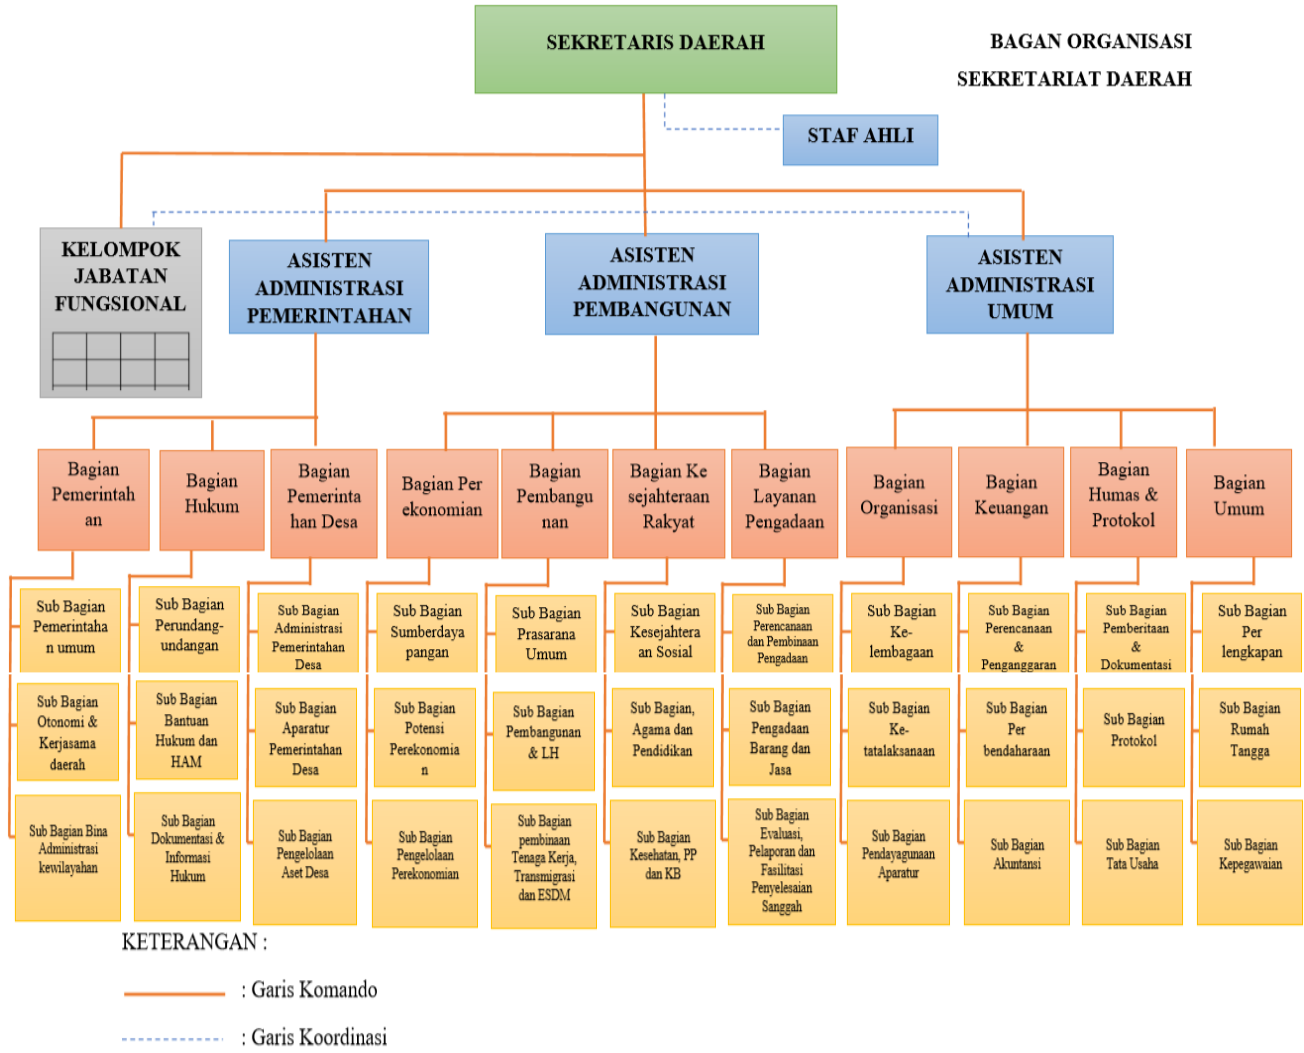 SEKRETARIS DAERAH
BAGAN ORGANISASI
SEKRETARIAT DAERAH
STAF AHLI
KELOMPOK
JABATAN
FUNGSIONAL
ASISTEN
ADMINISTRASI
PEMERINTAHAN
ASISTEN
ADMINISTRASI
PEMBANGUNAN
ASISTEN
ADMINISTRASI
UMUM
Bagian
Pemerintah
an
Bagian
Hukum
Bagian
Pemerinta
han Desa
Bagian Per
ekonomian
Bagian
Pembangu
nan
Bagian Ke
sejahteraan
Rakyat
Bagian
Layanan
Pengadaan
Bagian
Organisasi
Bagian
Keuangan
Bagian
Humas &
Protokol
Bagian
Umum
Sub Bagian
Pemerintaha
n umum
Sub Bagian
Perundang-
undangan
Sub Bagian
Administrasi
Pemerintahan
Desa
Sub Bagian
Sumberdaya
pangan
Sub Bagian
Prasarana
Umum
Sub Bagian
Kesejahtera
an Sosial
Sub Bagian
Perencanaan
dan Pembinaan
Pengadaan
Sub Bagian
Ke-
lembagaan
Sub Bagian
Perencanaan
&
Penganggaran
Sub Bagian
Pemberitaan
&
Dokumentasi
Sub Bagian
Per
lengkapan
Sub Bagian
Otonomi &
Kerjasama
daerah
Sub Bagian
Bantuan
Hukum dan
HAM
Sub Bagian
Aparatur
Pemerintahan
Desa
Sub Bagian
Potensi
Perekonomia
n
Sub Bagian
Pembangunan
& LH
Sub Bagian,
Agama dan
Pendidikan
Sub Bagian
Pengadaan
Barang dan
Jasa
Sub Bagian
Ke-
tatalaksanaan
Sub Bagian
Per
bendaharaan
Sub Bagian
Protokol
Sub Bagian
Rumah
Tangga
Sub Bagian Bina
Administrasi
kewilayahan
Sub Bagian
Dokumentasi &
Informasi
Hukum
Sub Bagian
Pengelolaan
Aset Desa
Sub Bagian
Pengelolaan
Perekonomian
Sub Bagian
pembinaan
Tenaga Kerja,
Transmigrasi
dan ESDM
Sub Bagian
Kesehatan, PP
dan KB
Sub Bagian
Evaluasi,
Pelaporan dan
Fasilitasi
Penyelesaian
Sanggah
Sub Bagian
Pendayagunaan
Aparatur
Sub Bagian
Akuntansi
Sub Bagian
Tata Usaha
Sub Bagian
Kepegawaian
KETERANGAN :
: Garis Komando
: Garis Koordinasi